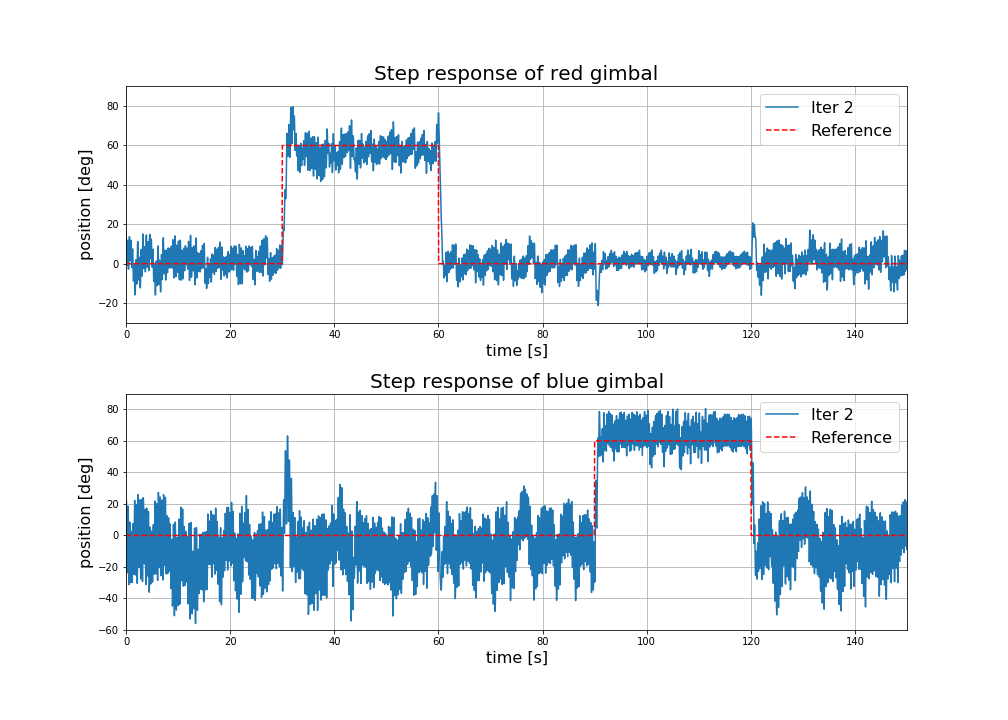 Step response of red gimbal
Iter 2
Reference
position [deg]
80
60
40
20
0
−20
0 20 40 60 80 100 120 140
time [s]
Step response of blue gimbal
Iter 2
Reference
position [deg]
80
60
40
20
0
−20
−40
−60
0 20 40 60 80 100 120 140
time [s]